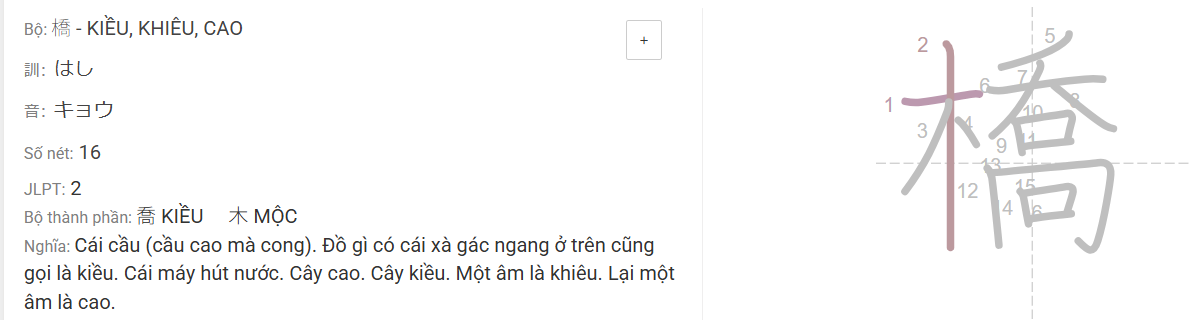 Bộ: 橋 - KIỀU, KHIÊU, CAO
+
訓: はし
音: キョウ
Số nét: 16
JLPT: 2
Bộ thành phần: 喬 KIỀU 木 MỘC
Nghĩa: Cái cầu (cầu cao mà cong). Đồ gì có cái xà gác ngang ở trên cũng
gọi là kiều. Cái máy hút nước. Cây cao. Cây kiều. Một âm là khiêu. Lại một
âm là cao.
橋
1
2
3
4
5
6
7
8
9
10
11
12
13
14
15
16